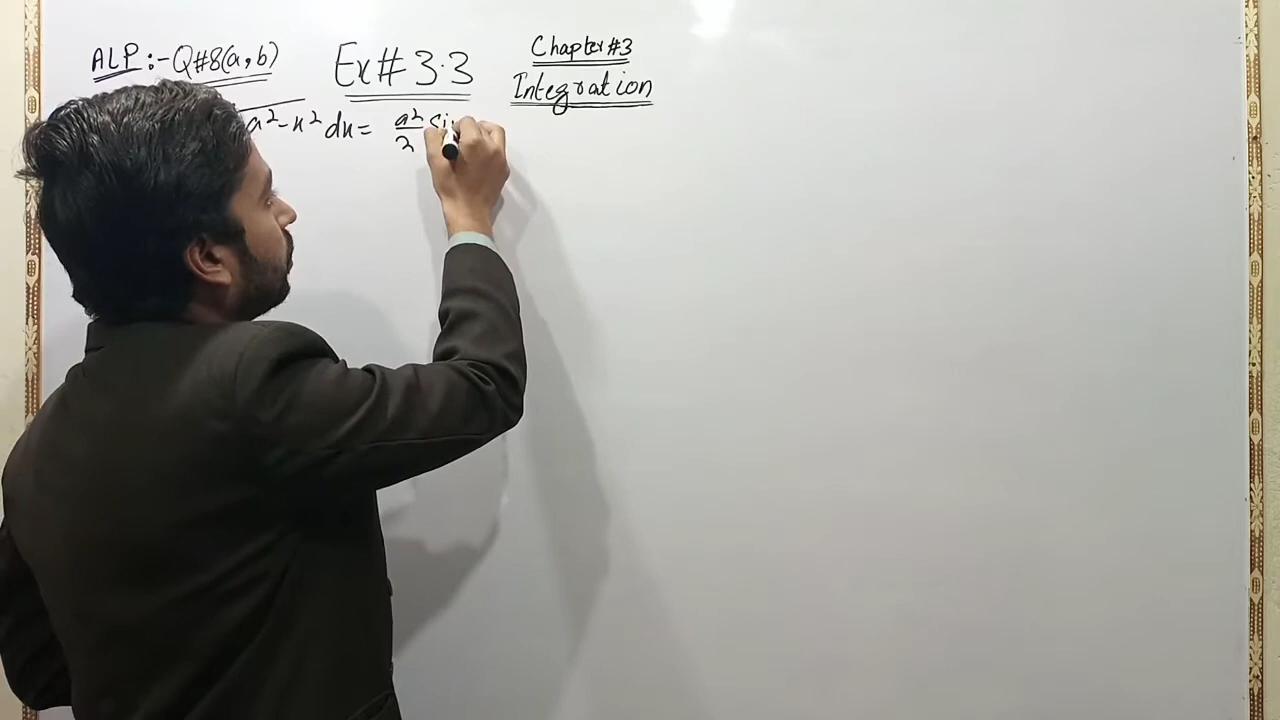 ALP :- Q#8(a, b)
Ex# 3.3
Chapter #3
Integration
a²-x² dx = a²/2 Si